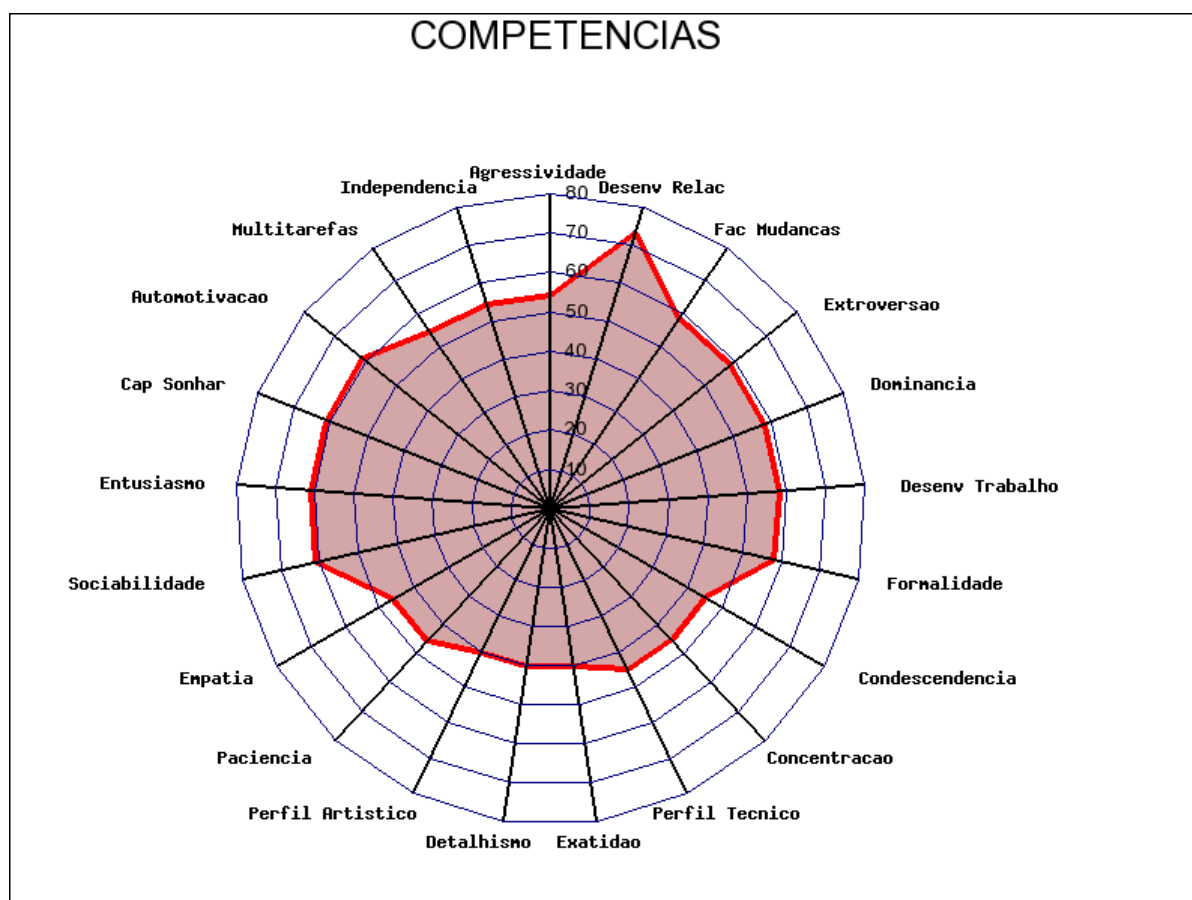 COMPETENCIAS
Agressividade
Independencia
Desenv Relac
Multitarefas
Fac Mudancas
Automotivacao
Extroversao
Cap Sonhar
Dominancia
Entusiasmo
Desenv Trabalho
Sociabilidade
Formalidade
Empatia
Condescendencia
Paciencia
Concentracao
Perfil Artistico
Perfil Tecnico
Detalhismo
Exatidao
80
70
60
50
40
30
20
10